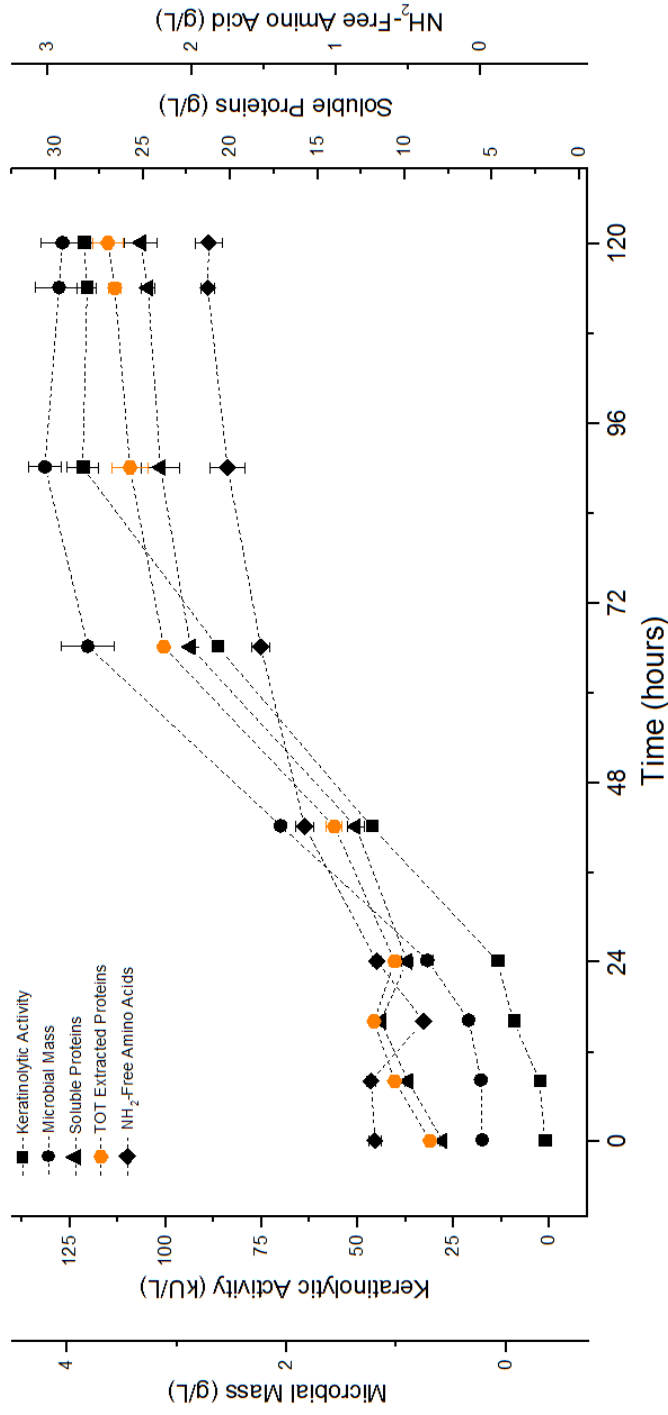 Keratinolytic Activity
Microbial Mass
Soluble Proteins
TOT Extracted Proteins
NH₂-Free Amino Acids
Microbial Mass (g/L)
4
2
0
Keratinolytic Activity (kU/L)
125
100
75
50
25
0
Soluble Proteins (g/L)
30
25
20
15
10
5
0
NH₂-Free Amino Acid (g/L)
3
2
1
0
0 24 48 72 96 120
Time (hours)